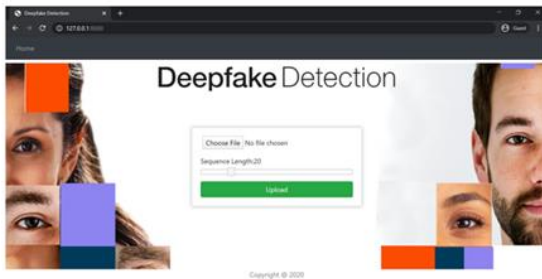 Deepfake Detection
127.0.0.1:8000
Guest
Home
Deepfake Detection
Choose File No file chosen
Sequence Length:20
Upload
Copyright @ 2020